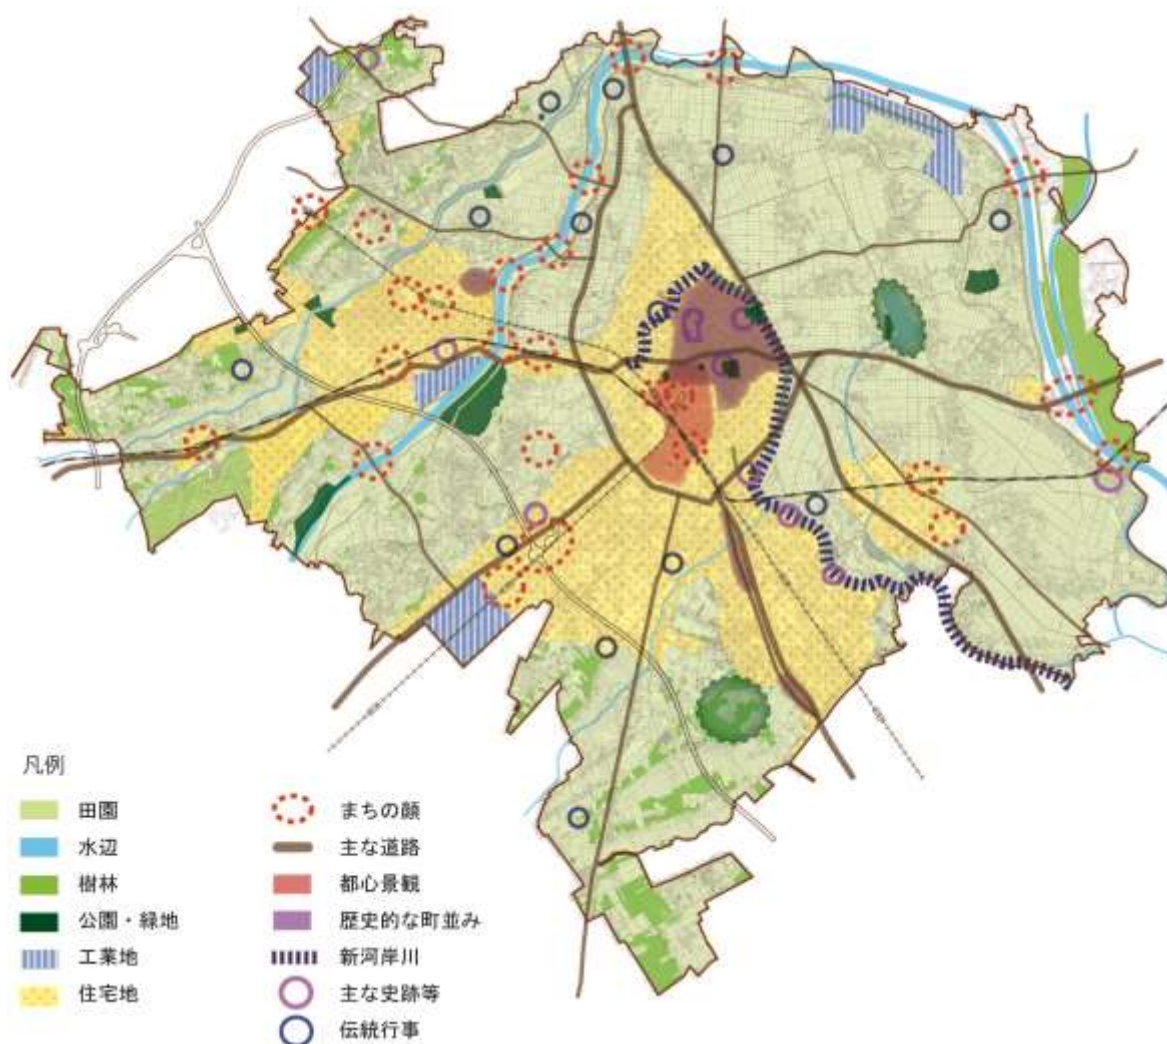 凡例
田園
水辺
樹林
公園・緑地
工業地
住宅地
まちの顔
主な道路
都心景観
歴史的な町並み
新河岸川
主な史跡等
伝統行事